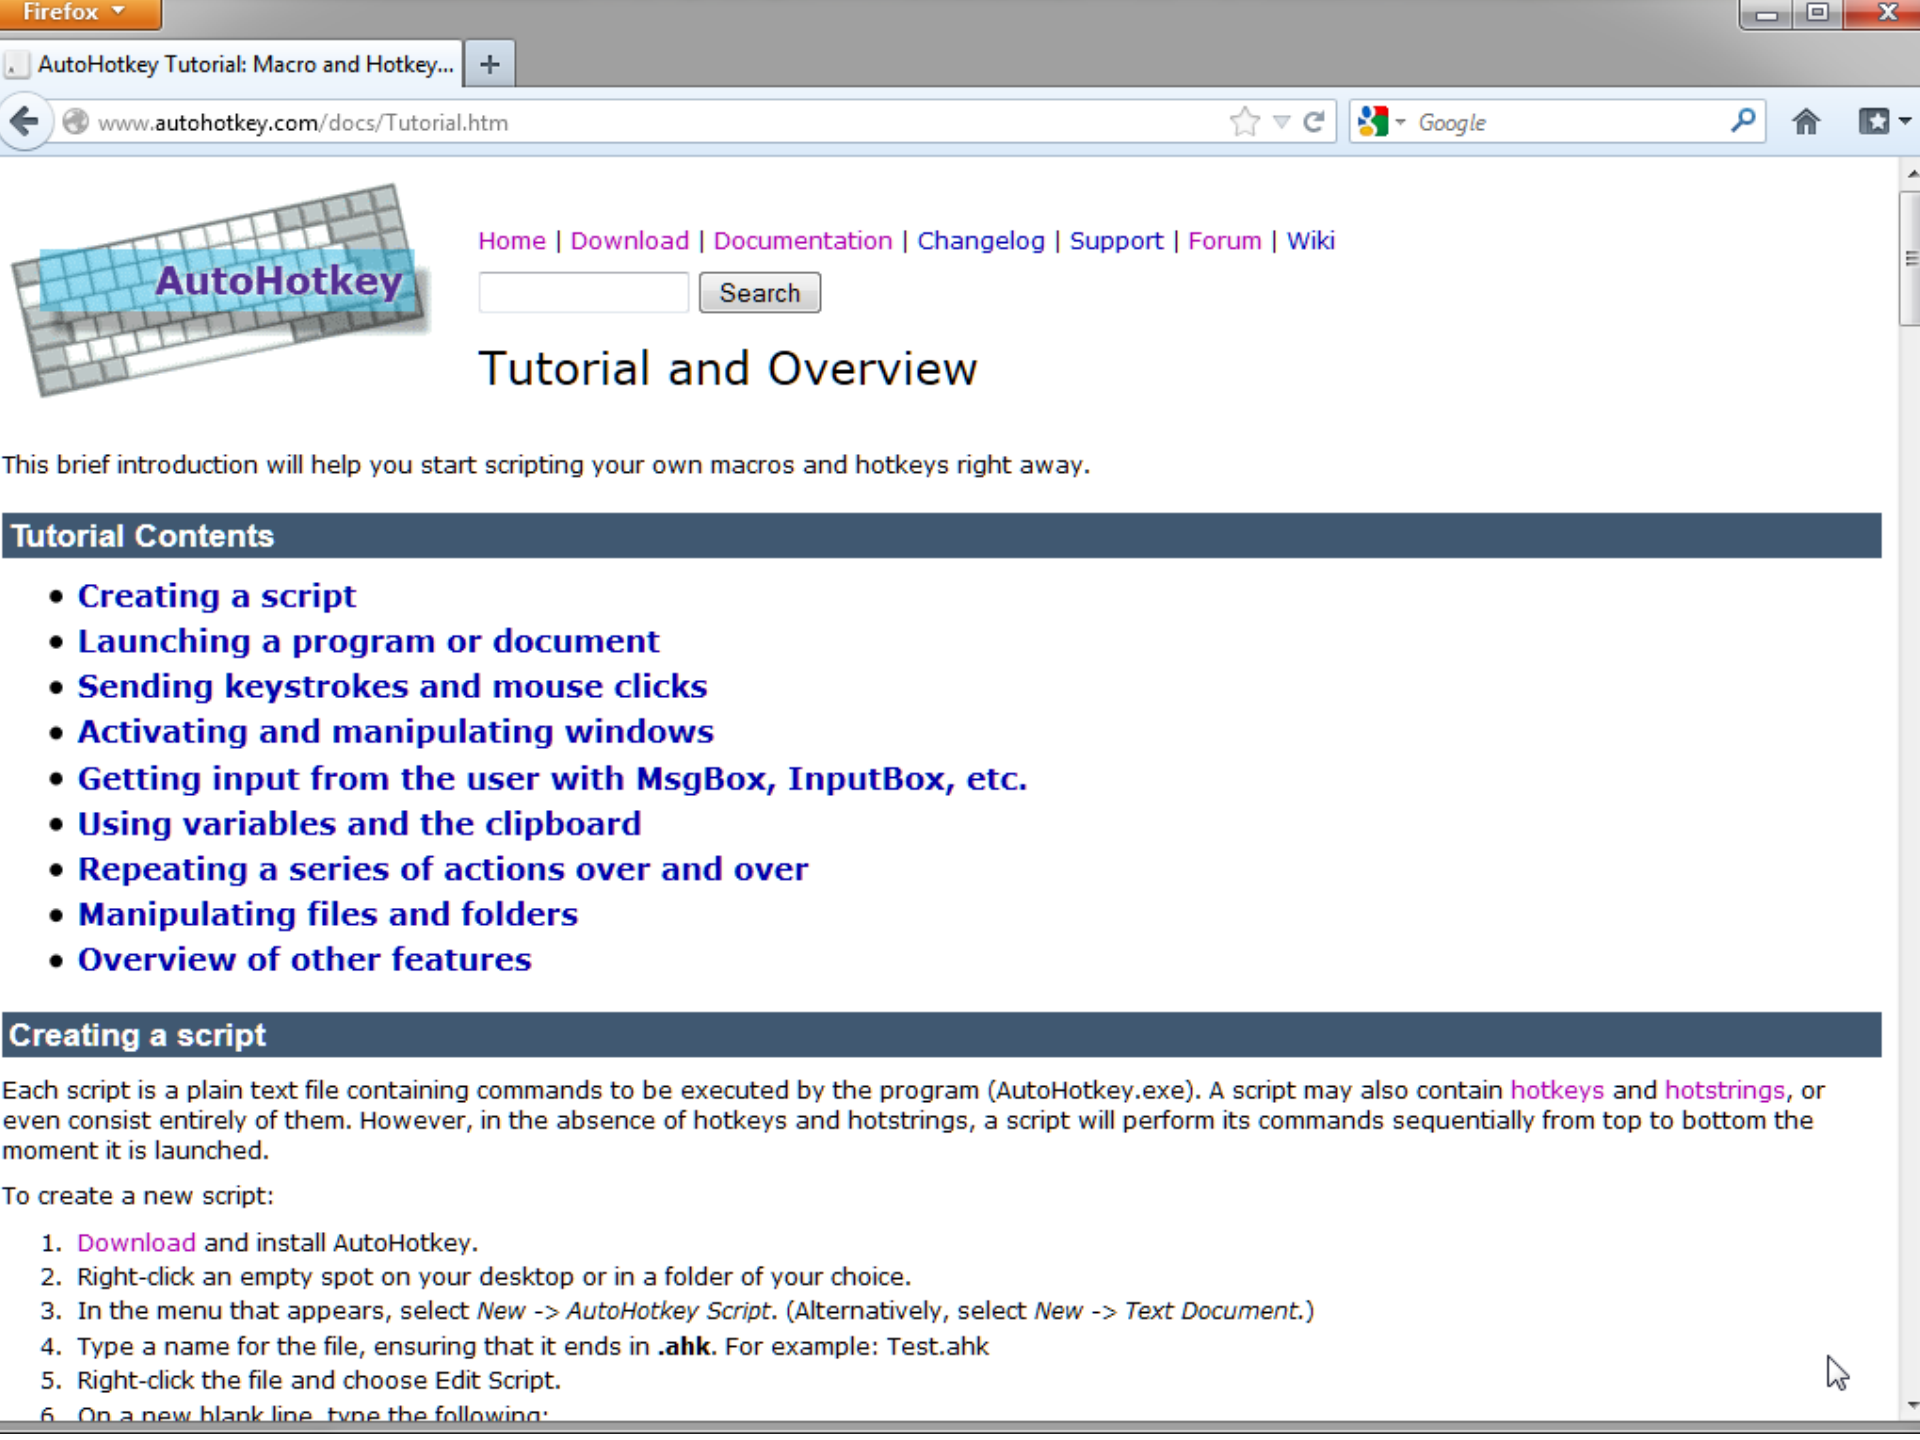 Firefox
AutoHotkey Tutorial: Macro and Hotkey...
www.autohotkey.com/docs/Tutorial.htm
Google
AutoHotkey
Home | Download | Documentation | Changelog | Support | Forum | Wiki
Search
Tutorial and Overview
This brief introduction will help you start scripting your own macros and hotkeys right away.
Tutorial Contents
• Creating a script
• Launching a program or document
• Sending keystrokes and mouse clicks
• Activating and manipulating windows
• Getting input from the user with MsgBox, InputBox, etc.
• Using variables and the clipboard
• Repeating a series of actions over and over
• Manipulating files and folders
• Overview of other features
Creating a script
Each script is a plain text file containing commands to be executed by the program (AutoHotkey.exe). A script may also contain hotkeys and hotstrings, or
even consist entirely of them. However, in the absence of hotkeys and hotstrings, a script will perform its commands sequentially from top to bottom the
moment it is launched.
To create a new script:
1. Download and install AutoHotkey.
2. Right-click an empty spot on your desktop or in a folder of your choice.
3. In the menu that appears, select New -> AutoHotkey Script. (Alternatively, select New -> Text Document.)
4. Type a name for the file, ensuring that it ends in .ahk. For example: Test.ahk
5. Right-click the file and choose Edit Script.
6. On a new blank line, type the following: